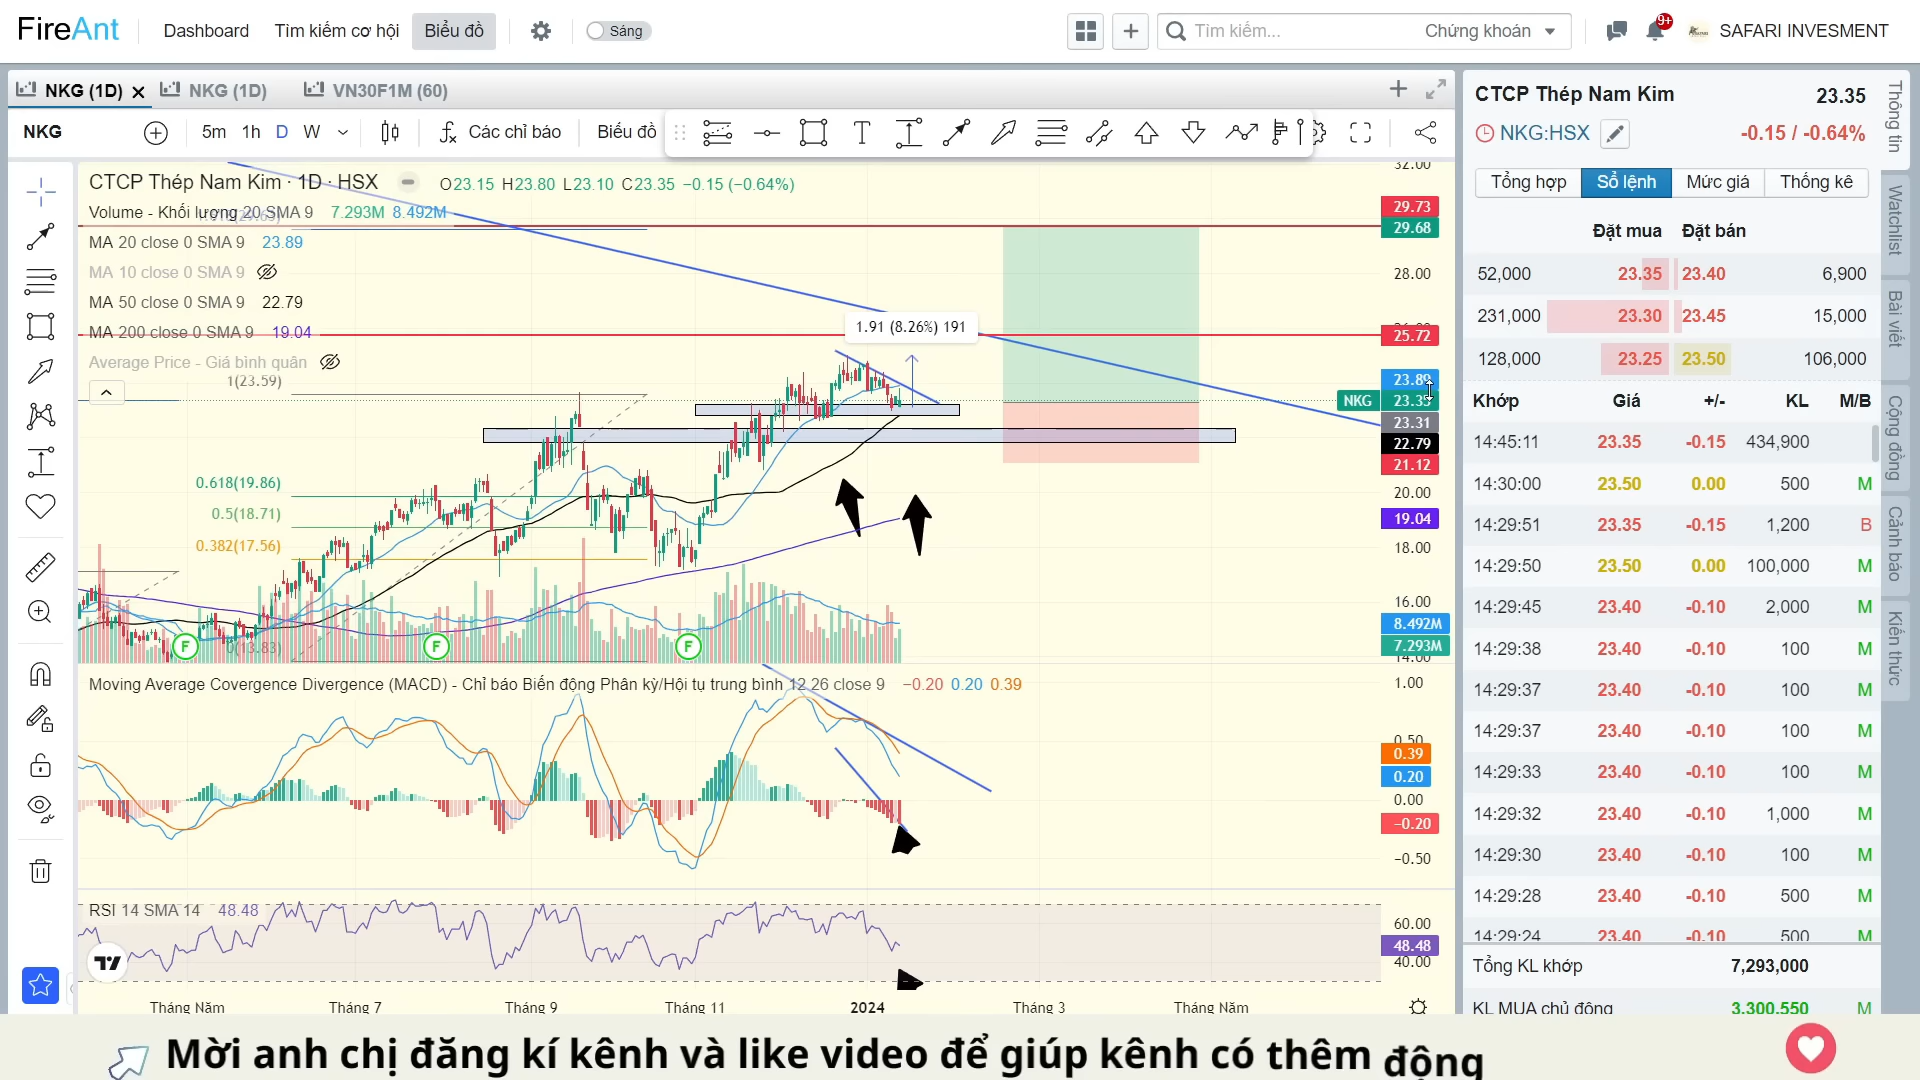 FireAnt Dashboard Tìm kiếm cơ hội Biểu đồ Sáng Tìm kiếm... Chứng khoán 9+ SAFARI INVESMENT
NKG (1D) NKG (1D) VN30F1M (60)
NKG 5m 1h D W Các chỉ báo Biểu đồ
CTCP Thép Nam Kim · 1D · HSX O23.15 H23.80 L23.10 C23.35 −0.15 (−0.64%)
Volume - Khối lượng 20 SMA 9 7.293M 8.492M
MA 20 close 0 SMA 9 23.89
MA 10 close 0 SMA 9
MA 50 close 0 SMA 9 22.79
MA 200 close 0 SMA 9 19.04
Average Price - Giá bình quân
1(23.59)
1.91 (8.26%) 191
0.618(19.86)
0.5(18.71)
0.382(17.56)
0(13.83)
F F F
32.00
29.73
29.68
28.00
25.72
23.89
NKG 23.35
23.31
22.79
21.12
20.00
19.04
18.00
16.00
8.492M
7.293M
14.00
Moving Average Covergence Divergence (MACD) - Chỉ báo Biến động Phân kỳ/Hội tụ trung bình 12 26 close 9 −0.20 0.20 0.39
1.00
0.50
0.39
0.20
0.00
−0.20
−0.50
RSI 14 SMA 14 48.48
60.00
48.48
40.00
Tháng Năm Tháng 7 Tháng 9 Tháng 11 2024 Tháng 3 Tháng Năm
CTCP Thép Nam Kim 23.35
NKG:HSX -0.15 / -0.64%
Tổng hợp Sổ lệnh Mức giá Thống kê
Đặt mua Đặt bán
52,000 23.35 23.40 6,900
231,000 23.30 23.45 15,000
128,000 23.25 23.50 106,000
Khớp Giá +/- KL M/B
14:45:11 23.35 -0.15 434,900
14:30:00 23.50 0.00 500 M
14:29:51 23.35 -0.15 1,200 B
14:29:50 23.50 0.00 100,000 M
14:29:45 23.40 -0.10 2,000 M
14:29:38 23.40 -0.10 100 M
14:29:37 23.40 -0.10 100 M
14:29:37 23.40 -0.10 100 M
14:29:33 23.40 -0.10 100 M
14:29:32 23.40 -0.10 1,000 M
14:29:30 23.40 -0.10 100 M
14:29:28 23.40 -0.10 500 M
14:29:24 23.40 -0.10 500 M
Tổng KL khớp 7,293,000
KL MUA chủ động 3,300,550 M
Thông tin
Watchlist
Bài viết
Cộng đồng
Cảnh báo
Kiến thức
Mời anh chị đăng kí kênh và like video để giúp kênh có thêm động